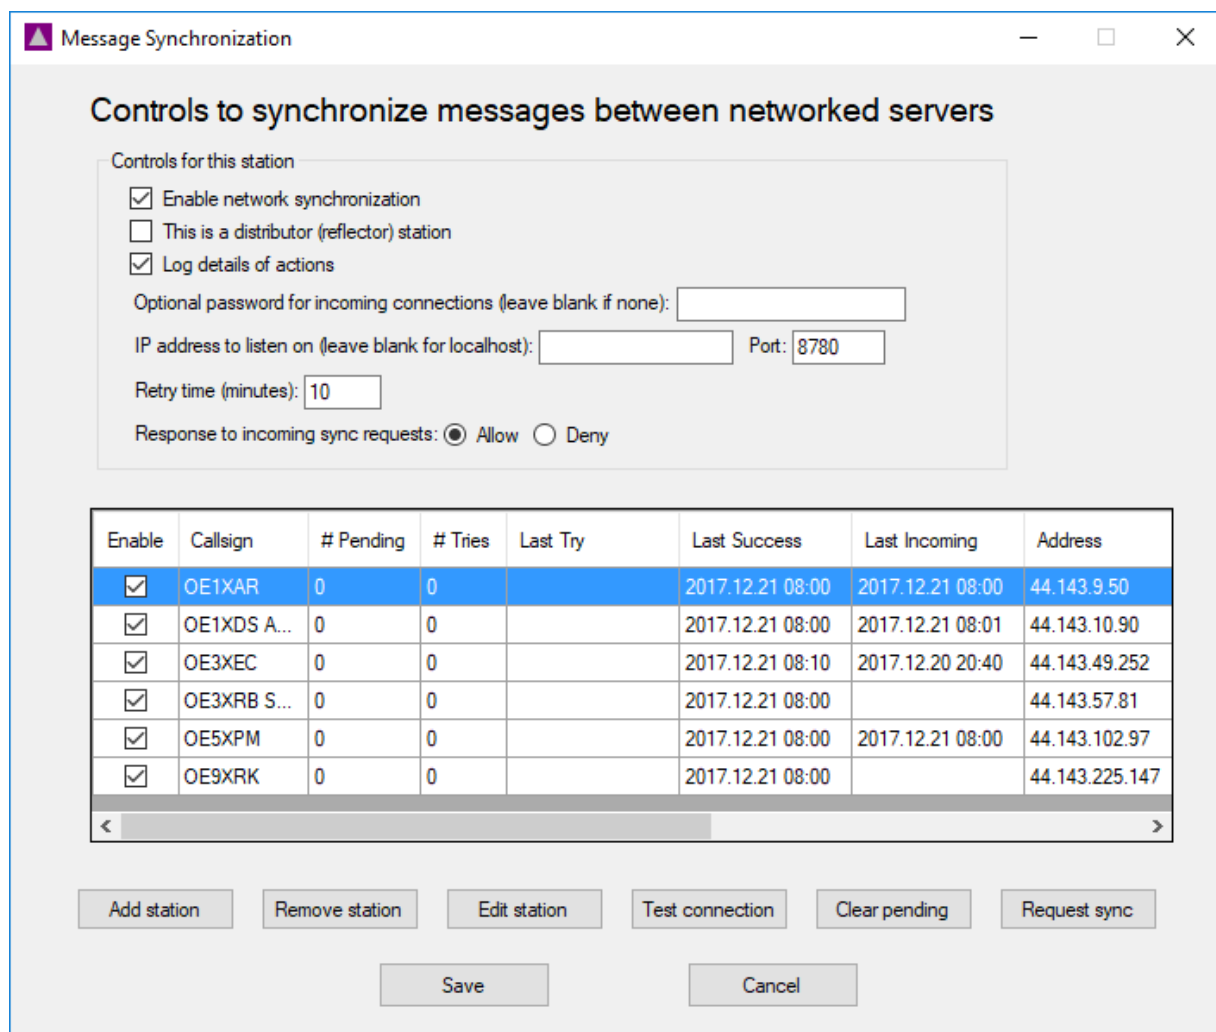 Message Synchronization
Controls to synchronize messages between networked servers
Controls for this station
Enable network synchronization
This is a distributor (reflector) station
Log details of actions
Optional password for incoming connections (leave blank if none):
IP address to listen on (leave blank for localhost): Port: 8780
Retry time (minutes): 10
Response to incoming sync requests: Allow Deny
Enable Callsign # Pending # Tries Last Try Last Success Last Incoming Address
OE1XAR 0 0 2017.12.21 08:00 2017.12.21 08:00 44.143.9.50
OE1XDS A... 0 0 2017.12.21 08:00 2017.12.21 08:01 44.143.10.90
OE3XEC 0 0 2017.12.21 08:10 2017.12.20 20:40 44.143.49.252
OE3XRB S... 0 0 2017.12.21 08:00 44.143.57.81
OE5XPM 0 0 2017.12.21 08:00 2017.12.21 08:00 44.143.102.97
OE9XRK 0 0 2017.12.21 08:00 44.143.225.147
Add station Remove station Edit station Test connection Clear pending Request sync
Save Cancel